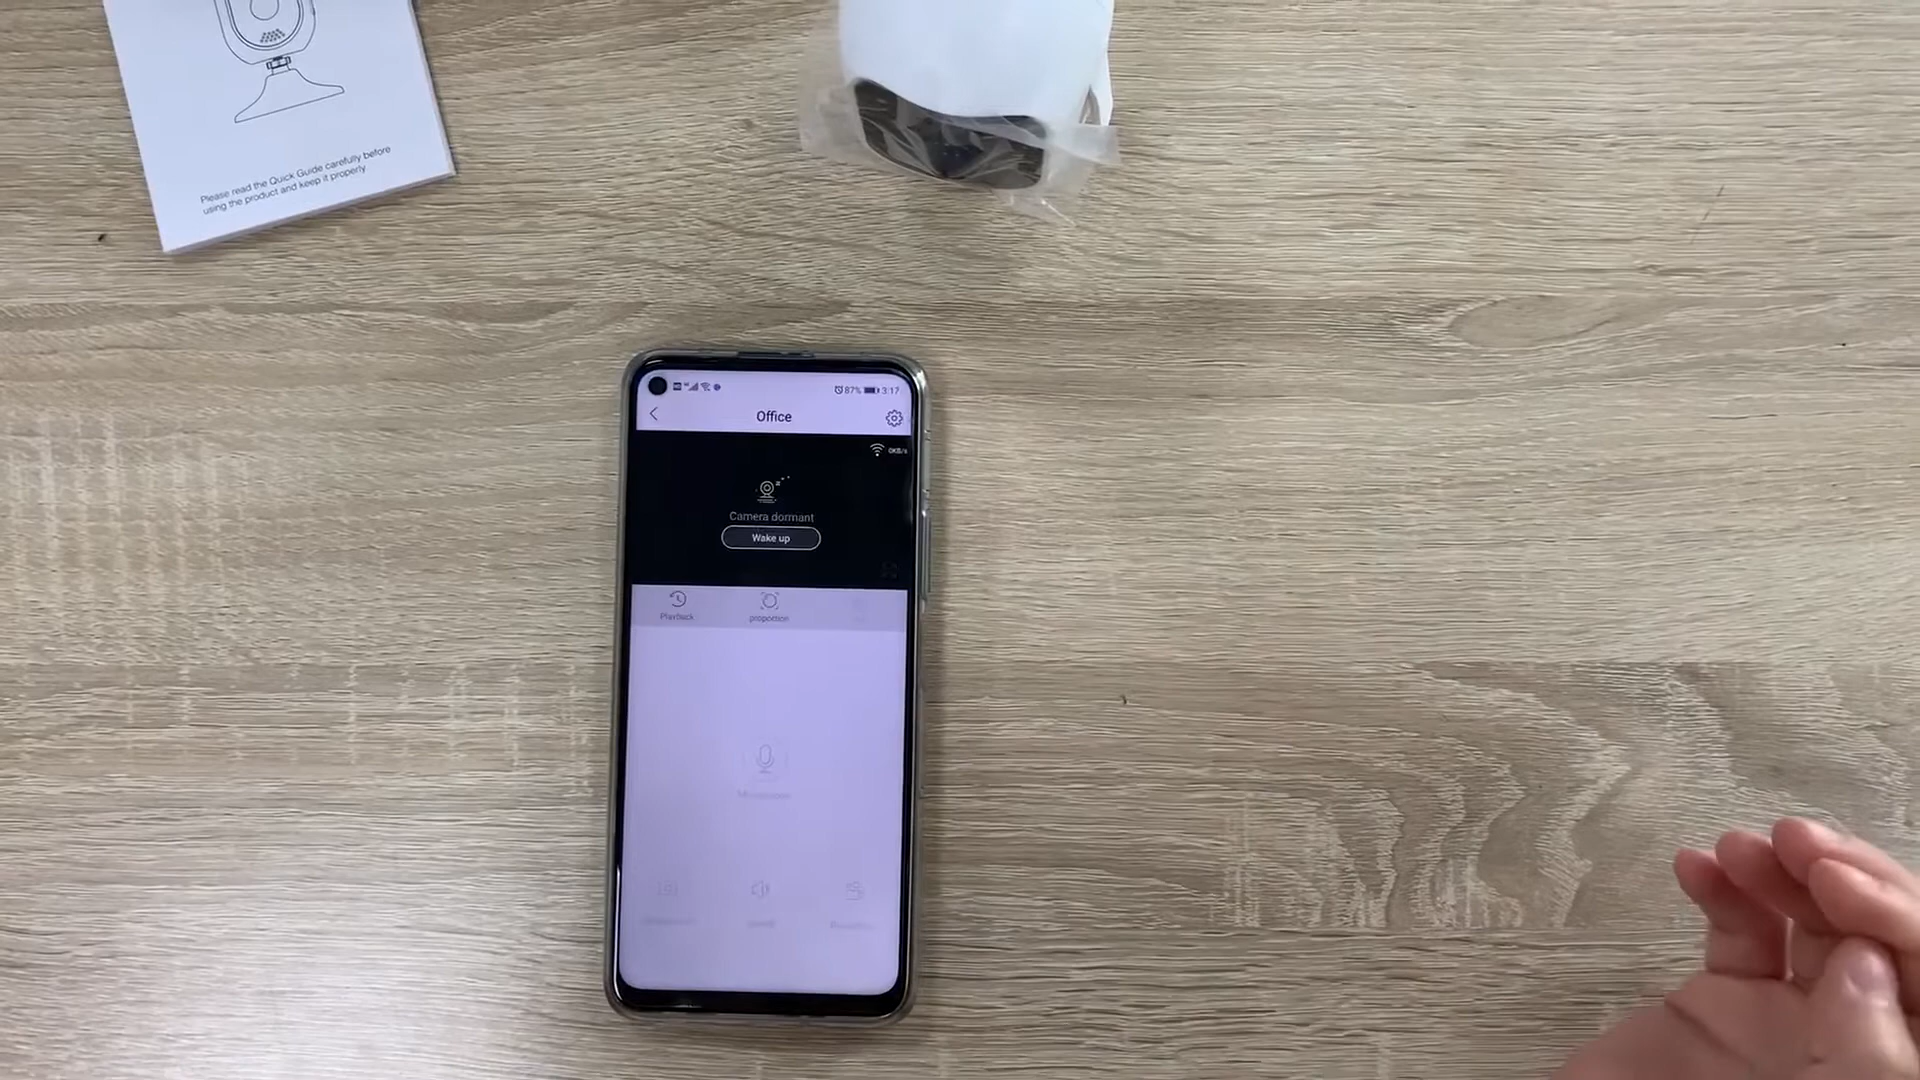 Please read the Quick Guide carefully before
using the product and keep it properly.
87% 3:17
Office
0KB/s
Camera dormant
Wake up
Playback
proportion